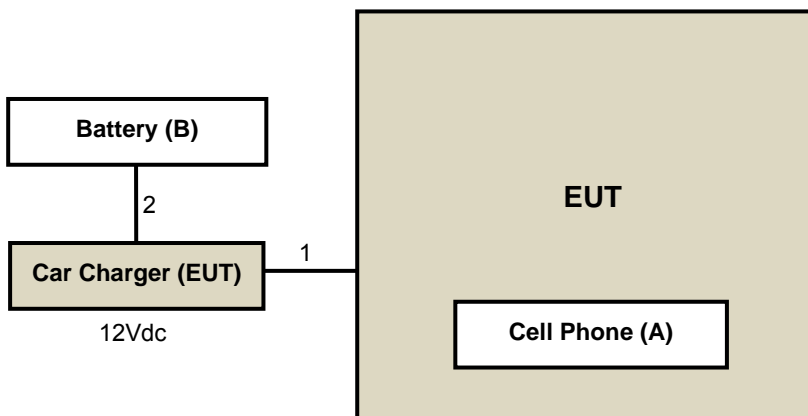 Battery (B)
2
EUT
Car Charger (EUT)
1
12Vdc
Cell Phone (A)